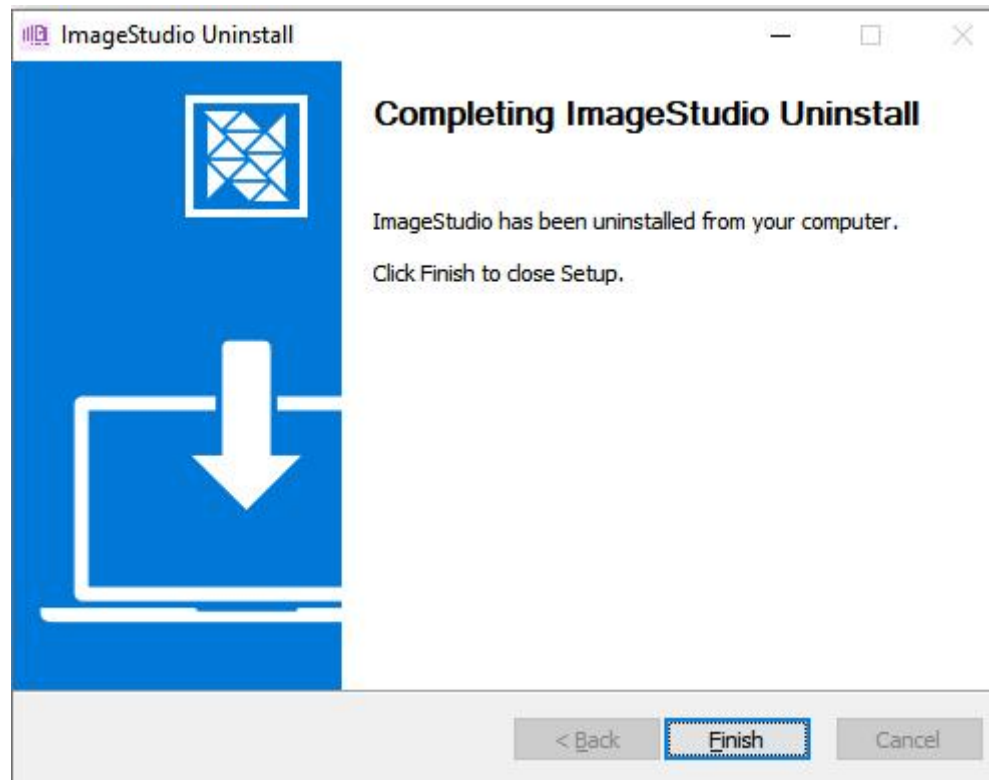 ImageStudio Uninstall
Completing ImageStudio Uninstall
ImageStudio has been uninstalled from your computer.
Click Finish to close Setup.
< Back Finish Cancel